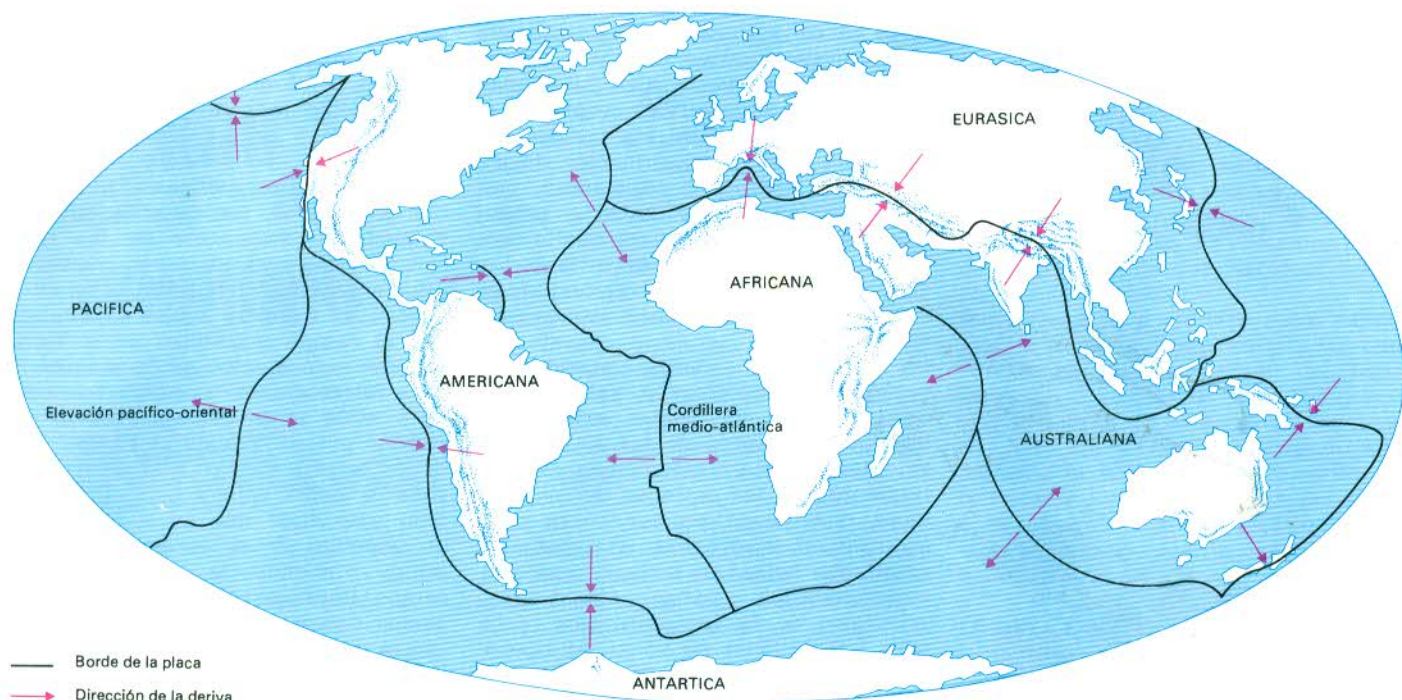 EURASICA
PACIFICA
AFRICANA
AMERICANA
Elevación pacífico-oriental
Cordillera
medio-atlántica
AUSTRALIANA
Borde de la placa
Dirección de la deriva
ANTARTICA